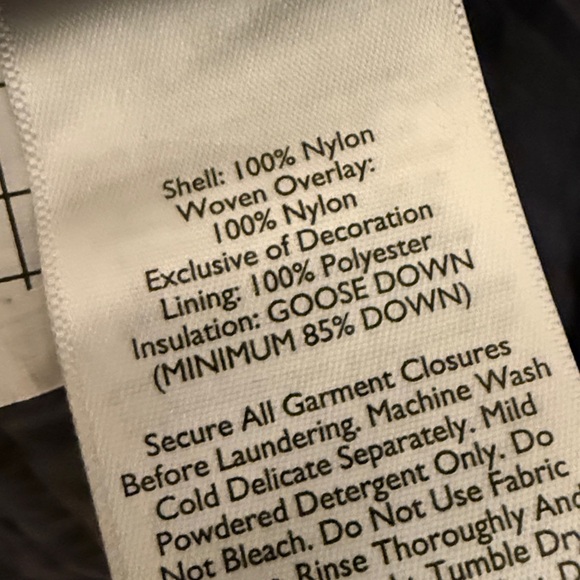 Shell: 100% Nylon
Woven Overlay:
100% Nylon
Exclusive of Decoration
Lining: 100% Polyester
Insulation: GOOSE DOWN
(MINIMUM 85% DOWN)
Secure All Garment Closures
Before Laundering. Machine Wash
Cold Delicate Separately. Mild
Powdered Detergent Only. Do
Not Bleach. Do Not Use Fabric
Rinse Thoroughly And
Tumble Dry